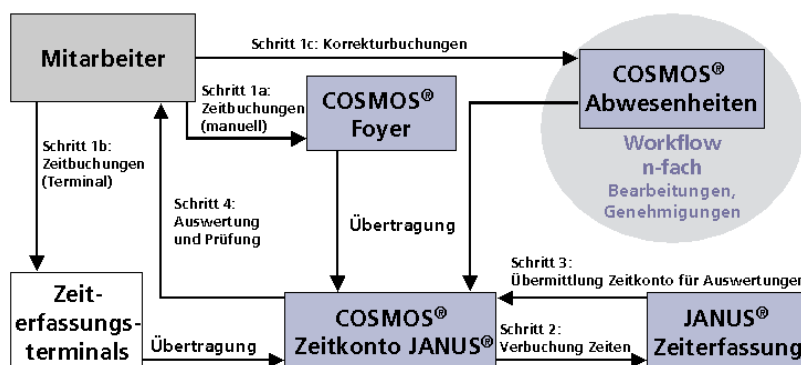 Mitarbeiter
Schritt 1c: Korrekturbuchungen
COSMOS®
Abwesenheiten
Workflow
n-fach
Bearbeitungen,
Genehmigungen
Schritt 1a:
Zeitbuchungen
(manuell)
COSMOS®
Foyer
Schritt 1b:
Zeitbuchungen
(Terminal)
Schritt 4:
Auswertung
und Prüfung
Übertragung
Schritt 3:
Übermittlung Zeitkonto für Auswertungen
Zeit-
erfassungs-
terminals
Übertragung
COSMOS®
Zeitkonto JANUS®
Schritt 2:
Verbuchung Zeiten
JANUS®
Zeiterfassung